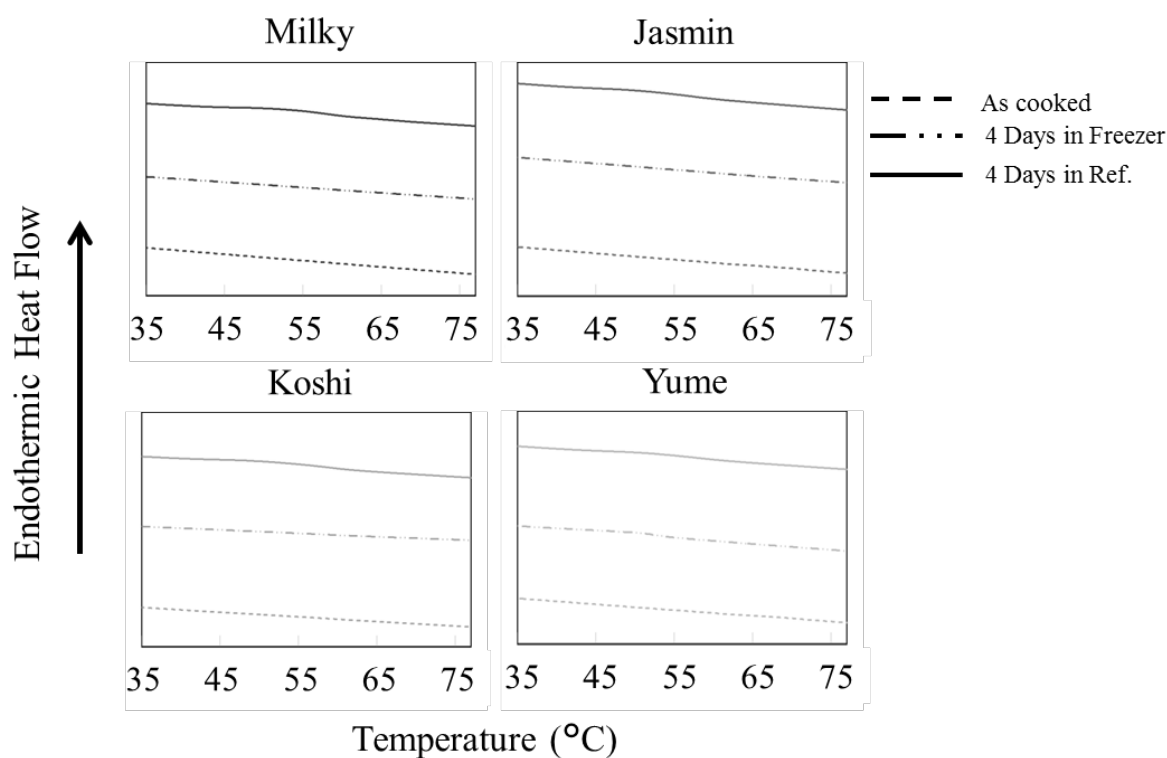 Milky
Jasmin
As cooked
4 Days in Freezer
4 Days in Ref.
Endothermic Heat Flow
35 45 55 65 75
35 45 55 65 75
Koshi
Yume
35 45 55 65 75
35 45 55 65 75
Temperature (°C)